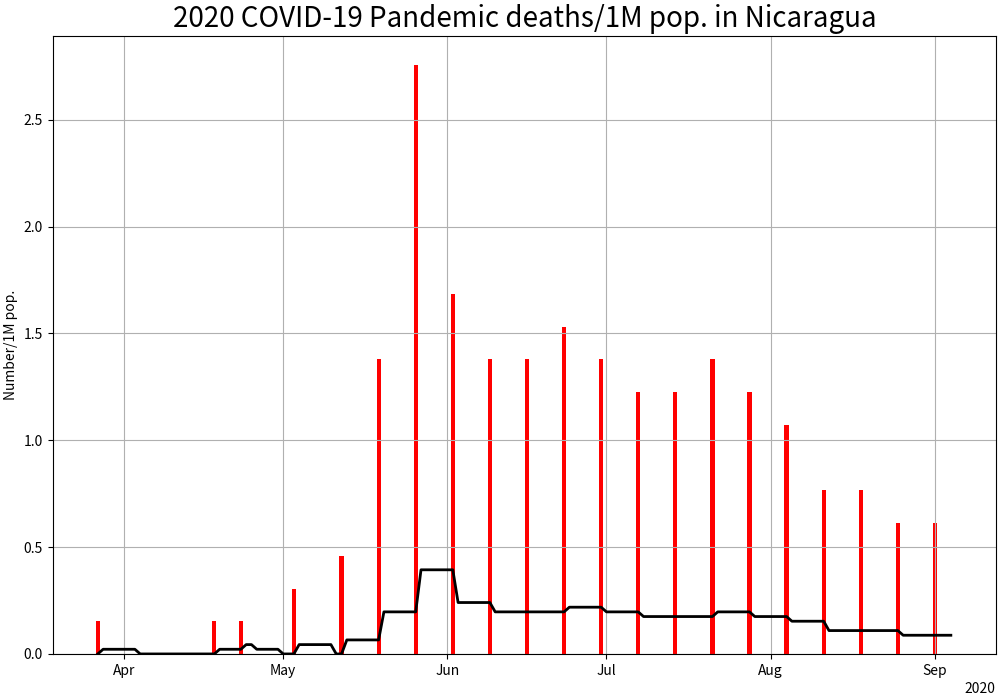 2020 COVID-19 Pandemic deaths/1M pop. in Nicaragua
Number/1M pop.
2.5
2.0
1.5
1.0
0.5
0.0
Apr May Jun Jul Aug Sep
2020